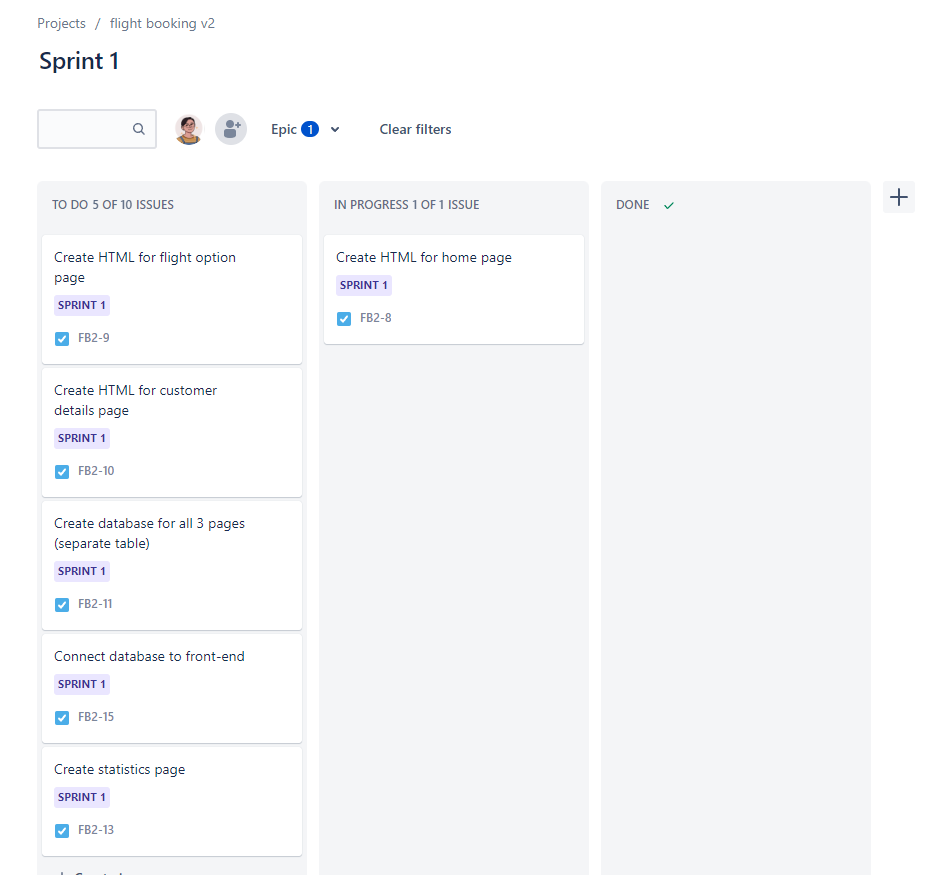 Projects / flight booking v2
Sprint 1
Epic 1
Clear filters
TO DO 5 OF 10 ISSUES
Create HTML for flight option
page
SPRINT 1
FB2-9
Create HTML for customer
details page
SPRINT 1
FB2-10
Create database for all 3 pages
(separate table)
SPRINT 1
FB2-11
Connect database to front-end
SPRINT 1
FB2-15
Create statistics page
SPRINT 1
FB2-13
IN PROGRESS 1 OF 1 ISSUE
Create HTML for home page
SPRINT 1
FB2-8
DONE